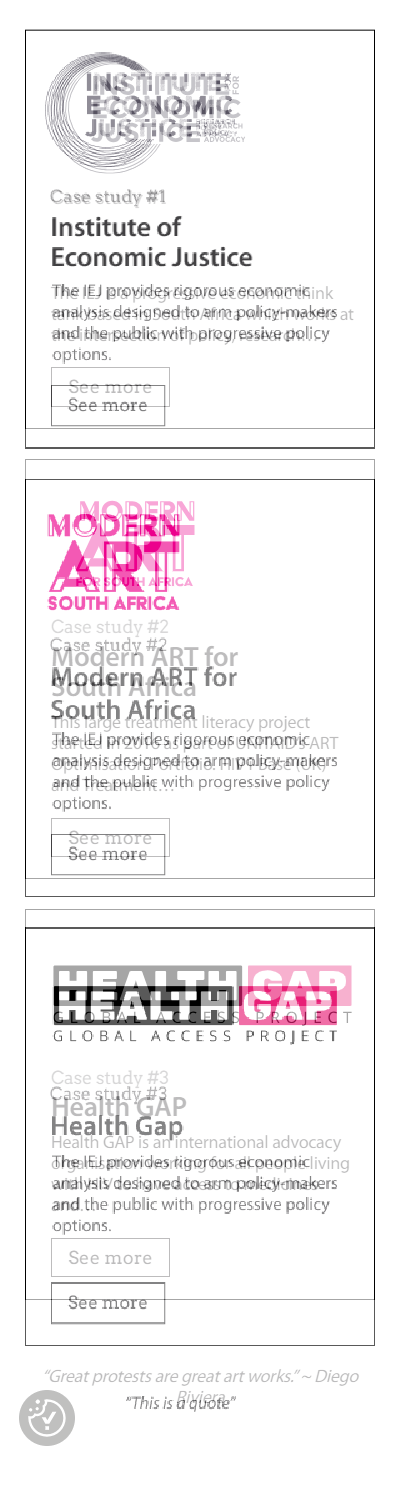 INSTITUTE FOR
ECONOMIC
JUSTICE RESEARCH
ADVOCACY
Case study #1
Institute of
Economic Justice
The IEJ provides rigorous economic
analysis designed to arm policy-makers
and the public with progressive policy
options.
See more
See more
MODERN
ART
FOR SOUTH AFRICA
SOUTH AFRICA
Case study #2
Case study #2
Modern ART for
Modern ART for
South Africa
South Africa
This large treatment literacy project
The IEJ provides rigorous economic
analysis designed to arm policy-makers
and the public with progressive policy
options.
See more
See more
HEALTH GAP
HEALTH GAP
GLOBAL ACCESS PROJECT
GLOBAL ACCESS PROJECT
Case study #3
Case study #3
Health GAP
Health Gap
Health GAP is an international advocacy
The IEJ provides rigorous economic
analysis designed to arm policy-makers
and the public with progressive policy
options.
See more
See more
“Great protests are great art works.” ~ Diego
Riviera
"This is a quote"